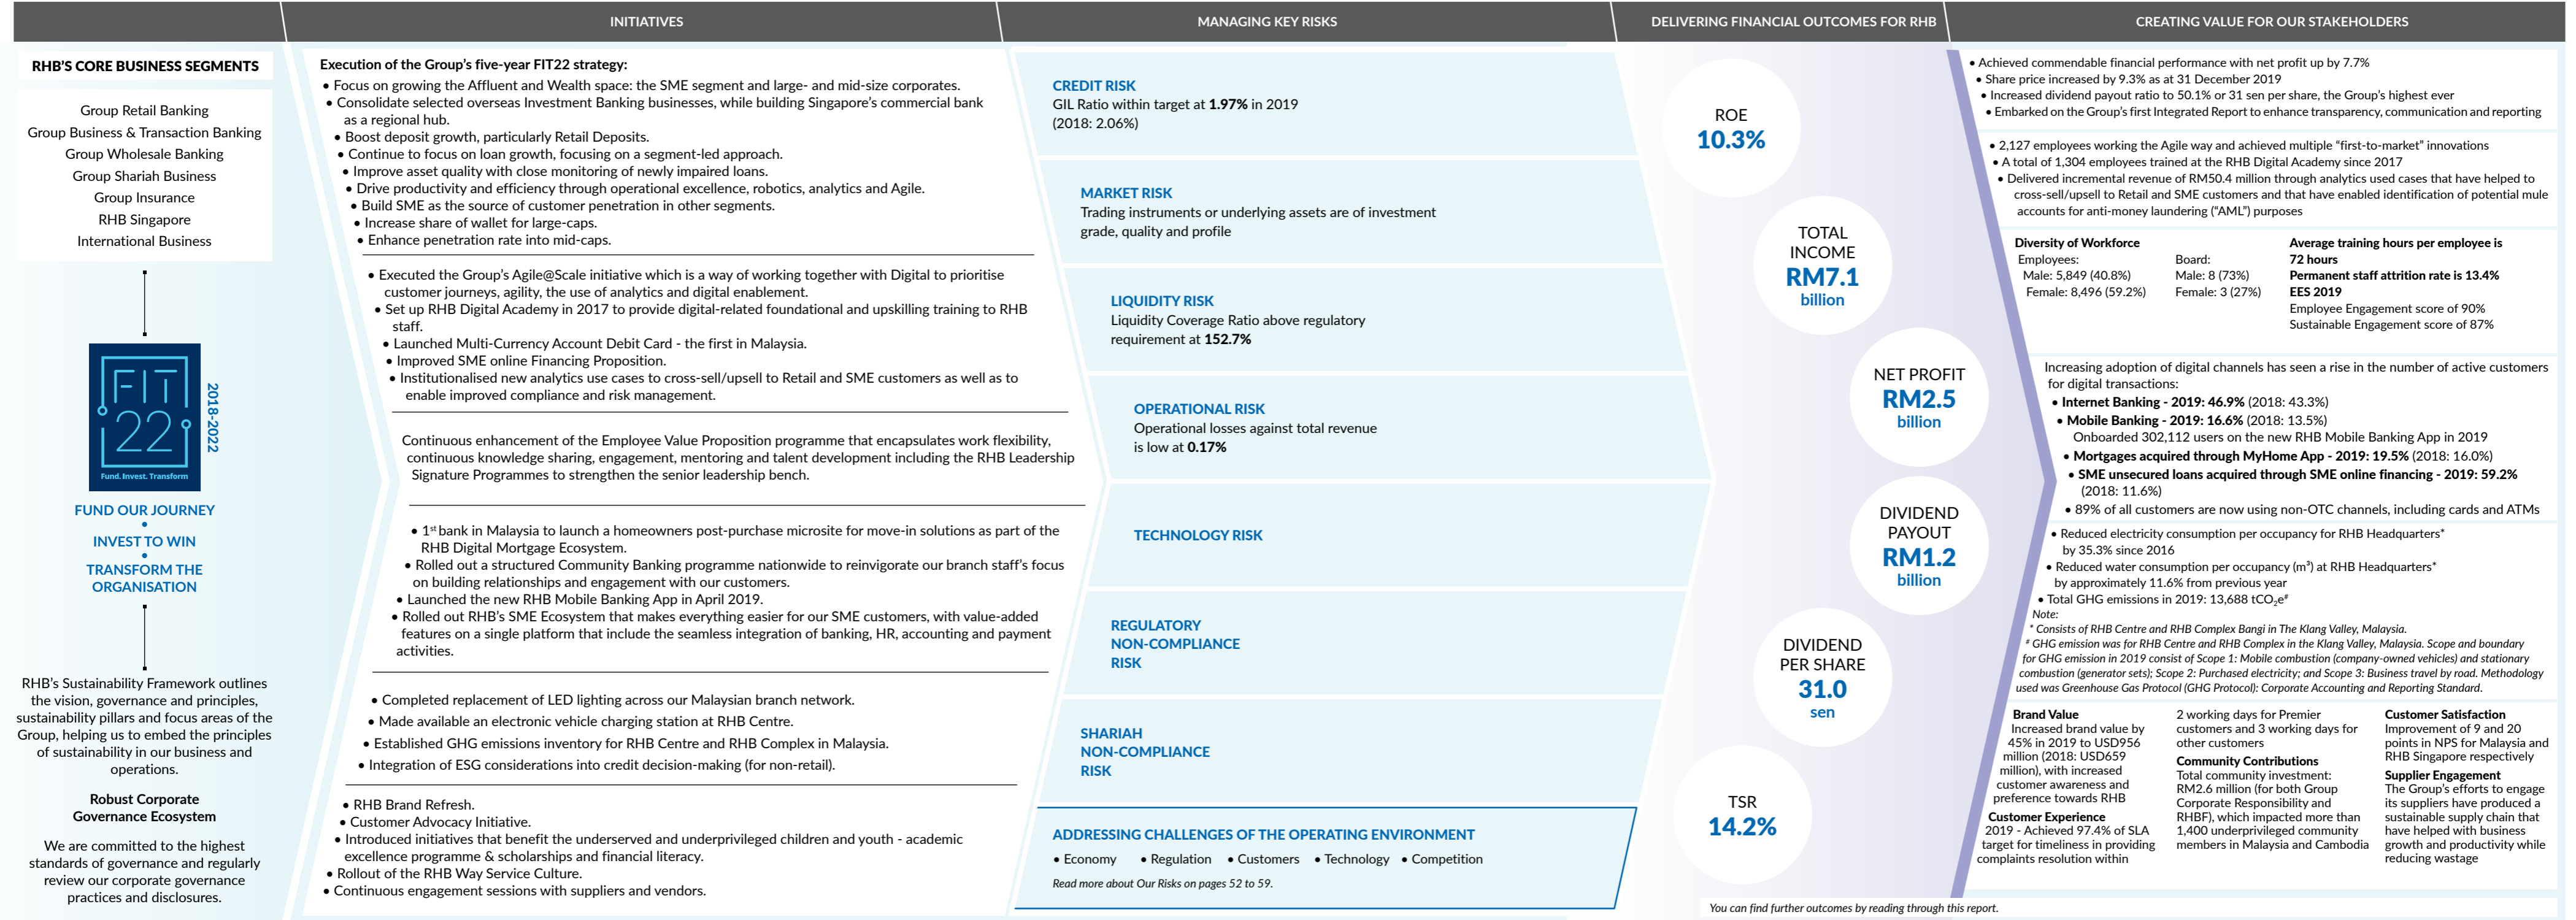 INITIATIVES
MANAGING KEY RISKS
DELIVERING FINANCIAL OUTCOMES FOR RHB
CREATING VALUE FOR OUR STAKEHOLDERS
RHB'S CORE BUSINESS SEGMENTS
Group Retail Banking
Group Business & Transaction Banking
Group Wholesale Banking
Group Shariah Business
Group Insurance
RHB Singapore
International Business
FIT
22
Fund. Invest. Transform
2018-2022
FUND OUR JOURNEY
•
INVEST TO WIN
•
TRANSFORM THE
ORGANISATION
RHB's Sustainability Framework outlines
the vision, governance and principles,
sustainability pillars and focus areas of the
Group, helping us to embed the principles
of sustainability in our business and
operations.
Robust Corporate
Governance Ecosystem
We are committed to the highest
standards of governance and regularly
review our corporate governance
practices and disclosures.
Execution of the Group's five-year FIT22 strategy:
• Focus on growing the Affluent and Wealth space: the SME segment and large- and mid-size corporates.
• Consolidate selected overseas Investment Banking businesses, while building Singapore's commercial bank
as a regional hub.
• Boost deposit growth, particularly Retail Deposits.
• Continue to focus on loan growth, focusing on a segment-led approach.
• Improve asset quality with close monitoring of newly impaired loans.
• Drive productivity and efficiency through operational excellence, robotics, analytics and Agile.
• Build SME as the source of customer penetration in other segments.
• Increase share of wallet for large-caps.
• Enhance penetration rate into mid-caps.
• Executed the Group's Agile@Scale initiative which is a way of working together with Digital to prioritise
customer journeys, agility, the use of analytics and digital enablement.
• Set up RHB Digital Academy in 2017 to provide digital-related foundational and upskilling training to RHB
staff.
• Launched Multi-Currency Account Debit Card - the first in Malaysia.
• Improved SME online Financing Proposition.
• Institutionalised new analytics use cases to cross-sell/upsell to Retail and SME customers as well as to
enable improved compliance and risk management.
Continuous enhancement of the Employee Value Proposition programme that encapsulates work flexibility,
continuous knowledge sharing, engagement, mentoring and talent development including the RHB Leadership
Signature Programmes to strengthen the senior leadership bench.
• 1st bank in Malaysia to launch a homeowners post-purchase microsite for move-in solutions as part of the
RHB Digital Mortgage Ecosystem.
• Rolled out a structured Community Banking programme nationwide to reinvigorate our branch staff's focus
on building relationships and engagement with our customers.
• Launched the new RHB Mobile Banking App in April 2019.
• Rolled out RHB's SME Ecosystem that makes everything easier for our SME customers, with value-added
features on a single platform that include the seamless integration of banking, HR, accounting and payment
activities.
• Completed replacement of LED lighting across our Malaysian branch network.
• Made available an electronic vehicle charging station at RHB Centre.
• Established GHG emissions inventory for RHB Centre and RHB Complex in Malaysia.
• Integration of ESG considerations into credit decision-making (for non-retail).
• RHB Brand Refresh.
• Customer Advocacy Initiative.
• Introduced initiatives that benefit the underserved and underprivileged children and youth - academic
excellence programme & scholarships and financial literacy.
• Rollout of the RHB Way Service Culture.
• Continuous engagement sessions with suppliers and vendors.
CREDIT RISK
GIL Ratio within target at 1.97% in 2019
(2018: 2.06%)
MARKET RISK
Trading instruments or underlying assets are of investment
grade, quality and profile
LIQUIDITY RISK
Liquidity Coverage Ratio above regulatory
requirement at 152.7%
OPERATIONAL RISK
Operational losses against total revenue
is low at 0.17%
TECHNOLOGY RISK
REGULATORY
NON-COMPLIANCE
RISK
SHARIAH
NON-COMPLIANCE
RISK
ADDRESSING CHALLENGES OF THE OPERATING ENVIRONMENT
• Economy • Regulation • Customers • Technology • Competition
Read more about Our Risks on pages 52 to 59.
ROE
10.3%
TOTAL
INCOME
RM7.1
billion
NET PROFIT
RM2.5
billion
DIVIDEND
PAYOUT
RM1.2
billion
DIVIDEND
PER SHARE
31.0
sen
TSR
14.2%
• Achieved commendable financial performance with net profit up by 7.7%
• Share price increased by 9.3% as at 31 December 2019
• Increased dividend payout ratio to 50.1% or 31 sen per share, the Group's highest ever
• Embarked on the Group's first Integrated Report to enhance transparency, communication and reporting
• 2,127 employees working the Agile way and achieved multiple "first-to-market" innovations
• A total of 1,304 employees trained at the RHB Digital Academy since 2017
• Delivered incremental revenue of RM50.4 million through analytics used cases that have helped to
cross-sell/upsell to Retail and SME customers and that have enabled identification of potential mule
accounts for anti-money laundering ("AML") purposes
Diversity of Workforce
Employees:
Male: 5,849 (40.8%)
Female: 8,496 (59.2%)
Board:
Male: 8 (73%)
Female: 3 (27%)
Average training hours per employee is
72 hours
Permanent staff attrition rate is 13.4%
EES 2019
Employee Engagement score of 90%
Sustainable Engagement score of 87%
Increasing adoption of digital channels has seen a rise in the number of active customers
for digital transactions:
• Internet Banking - 2019: 46.9% (2018: 43.3%)
• Mobile Banking - 2019: 16.6% (2018: 13.5%)
Onboarded 302,112 users on the new RHB Mobile Banking App in 2019
• Mortgages acquired through MyHome App - 2019: 19.5% (2018: 16.0%)
• SME unsecured loans acquired through SME online financing - 2019: 59.2%
(2018: 11.6%)
• 89% of all customers are now using non-OTC channels, including cards and ATMs
• Reduced electricity consumption per occupancy for RHB Headquarters*
by 35.3% since 2016
• Reduced water consumption per occupancy (m³) at RHB Headquarters*
by approximately 11.6% from previous year
• Total GHG emissions in 2019: 13,688 tCO₂e#
Note:
* Consists of RHB Centre and RHB Complex Bangi in The Klang Valley, Malaysia.
# GHG emission was for RHB Centre and RHB Complex in the Klang Valley, Malaysia. Scope and boundary
for GHG emission in 2019 consist of Scope 1: Mobile combustion (company-owned vehicles) and stationary
combustion (generator sets); Scope 2: Purchased electricity; and Scope 3: Business travel by road. Methodology
used was Greenhouse Gas Protocol (GHG Protocol): Corporate Accounting and Reporting Standard.
Brand Value
Increased brand value by
45% in 2019 to USD956
million (2018: USD659
million), with increased
customer awareness and
preference towards RHB
Customer Experience
2019 - Achieved 97.4% of SLA
target for timeliness in providing
complaints resolution within
2 working days for Premier
customers and 3 working days for
other customers
Community Contributions
Total community investment:
RM2.6 million (for both Group
Corporate Responsibility and
RHBF), which impacted more than
1,400 underprivileged community
members in Malaysia and Cambodia
Customer Satisfaction
Improvement of 9 and 20
points in NPS for Malaysia and
RHB Singapore respectively
Supplier Engagement
The Group's efforts to engage
its suppliers have produced a
sustainable supply chain that
have helped with business
growth and productivity while
reducing wastage
You can find further outcomes by reading through this report.